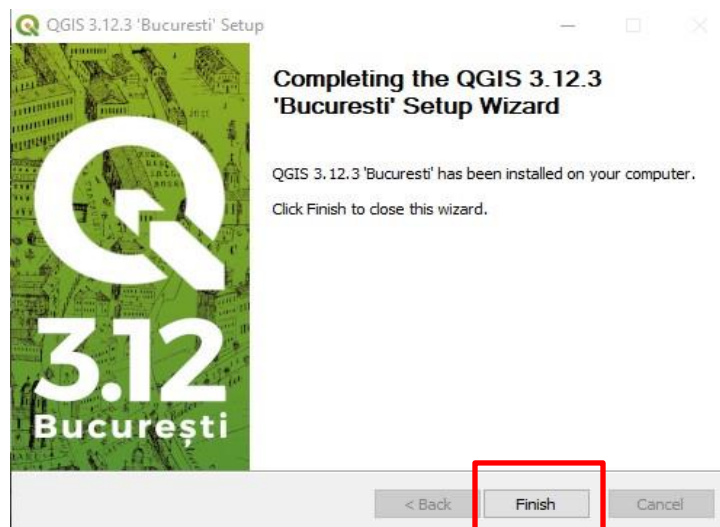 QGIS 3.12.3 'Bucuresti' Setup
Completing the QGIS 3.12.3
'Bucuresti' Setup Wizard
QGIS 3.12.3 'Bucuresti' has been installed on your computer.
Click Finish to close this wizard.
3.12
București
< Back
Finish
Cancel